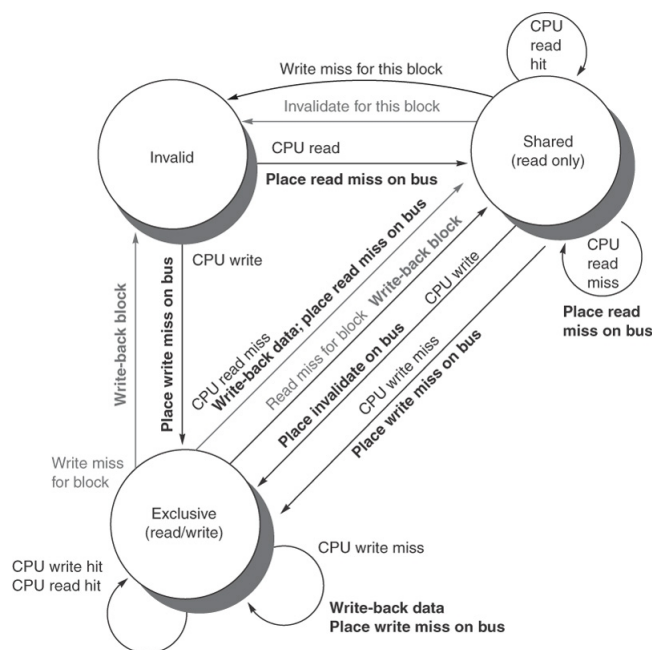 CPU
read
hit
Write miss for this block
Invalidate for this block
Invalid
CPU read
Place read miss on bus
Shared
(read only)
CPU write
Place write miss on bus
Write-back block
CPU read miss
Write-back data; place read miss on bus
Read miss for block Write-back block
CPU write
Place invalidate on bus
CPU write miss
Place write miss on bus
CPU
read
miss
Place read
miss on bus
Write miss
for block
Exclusive
(read/write)
CPU write hit
CPU read hit
CPU write miss
Write-back data
Place write miss on bus